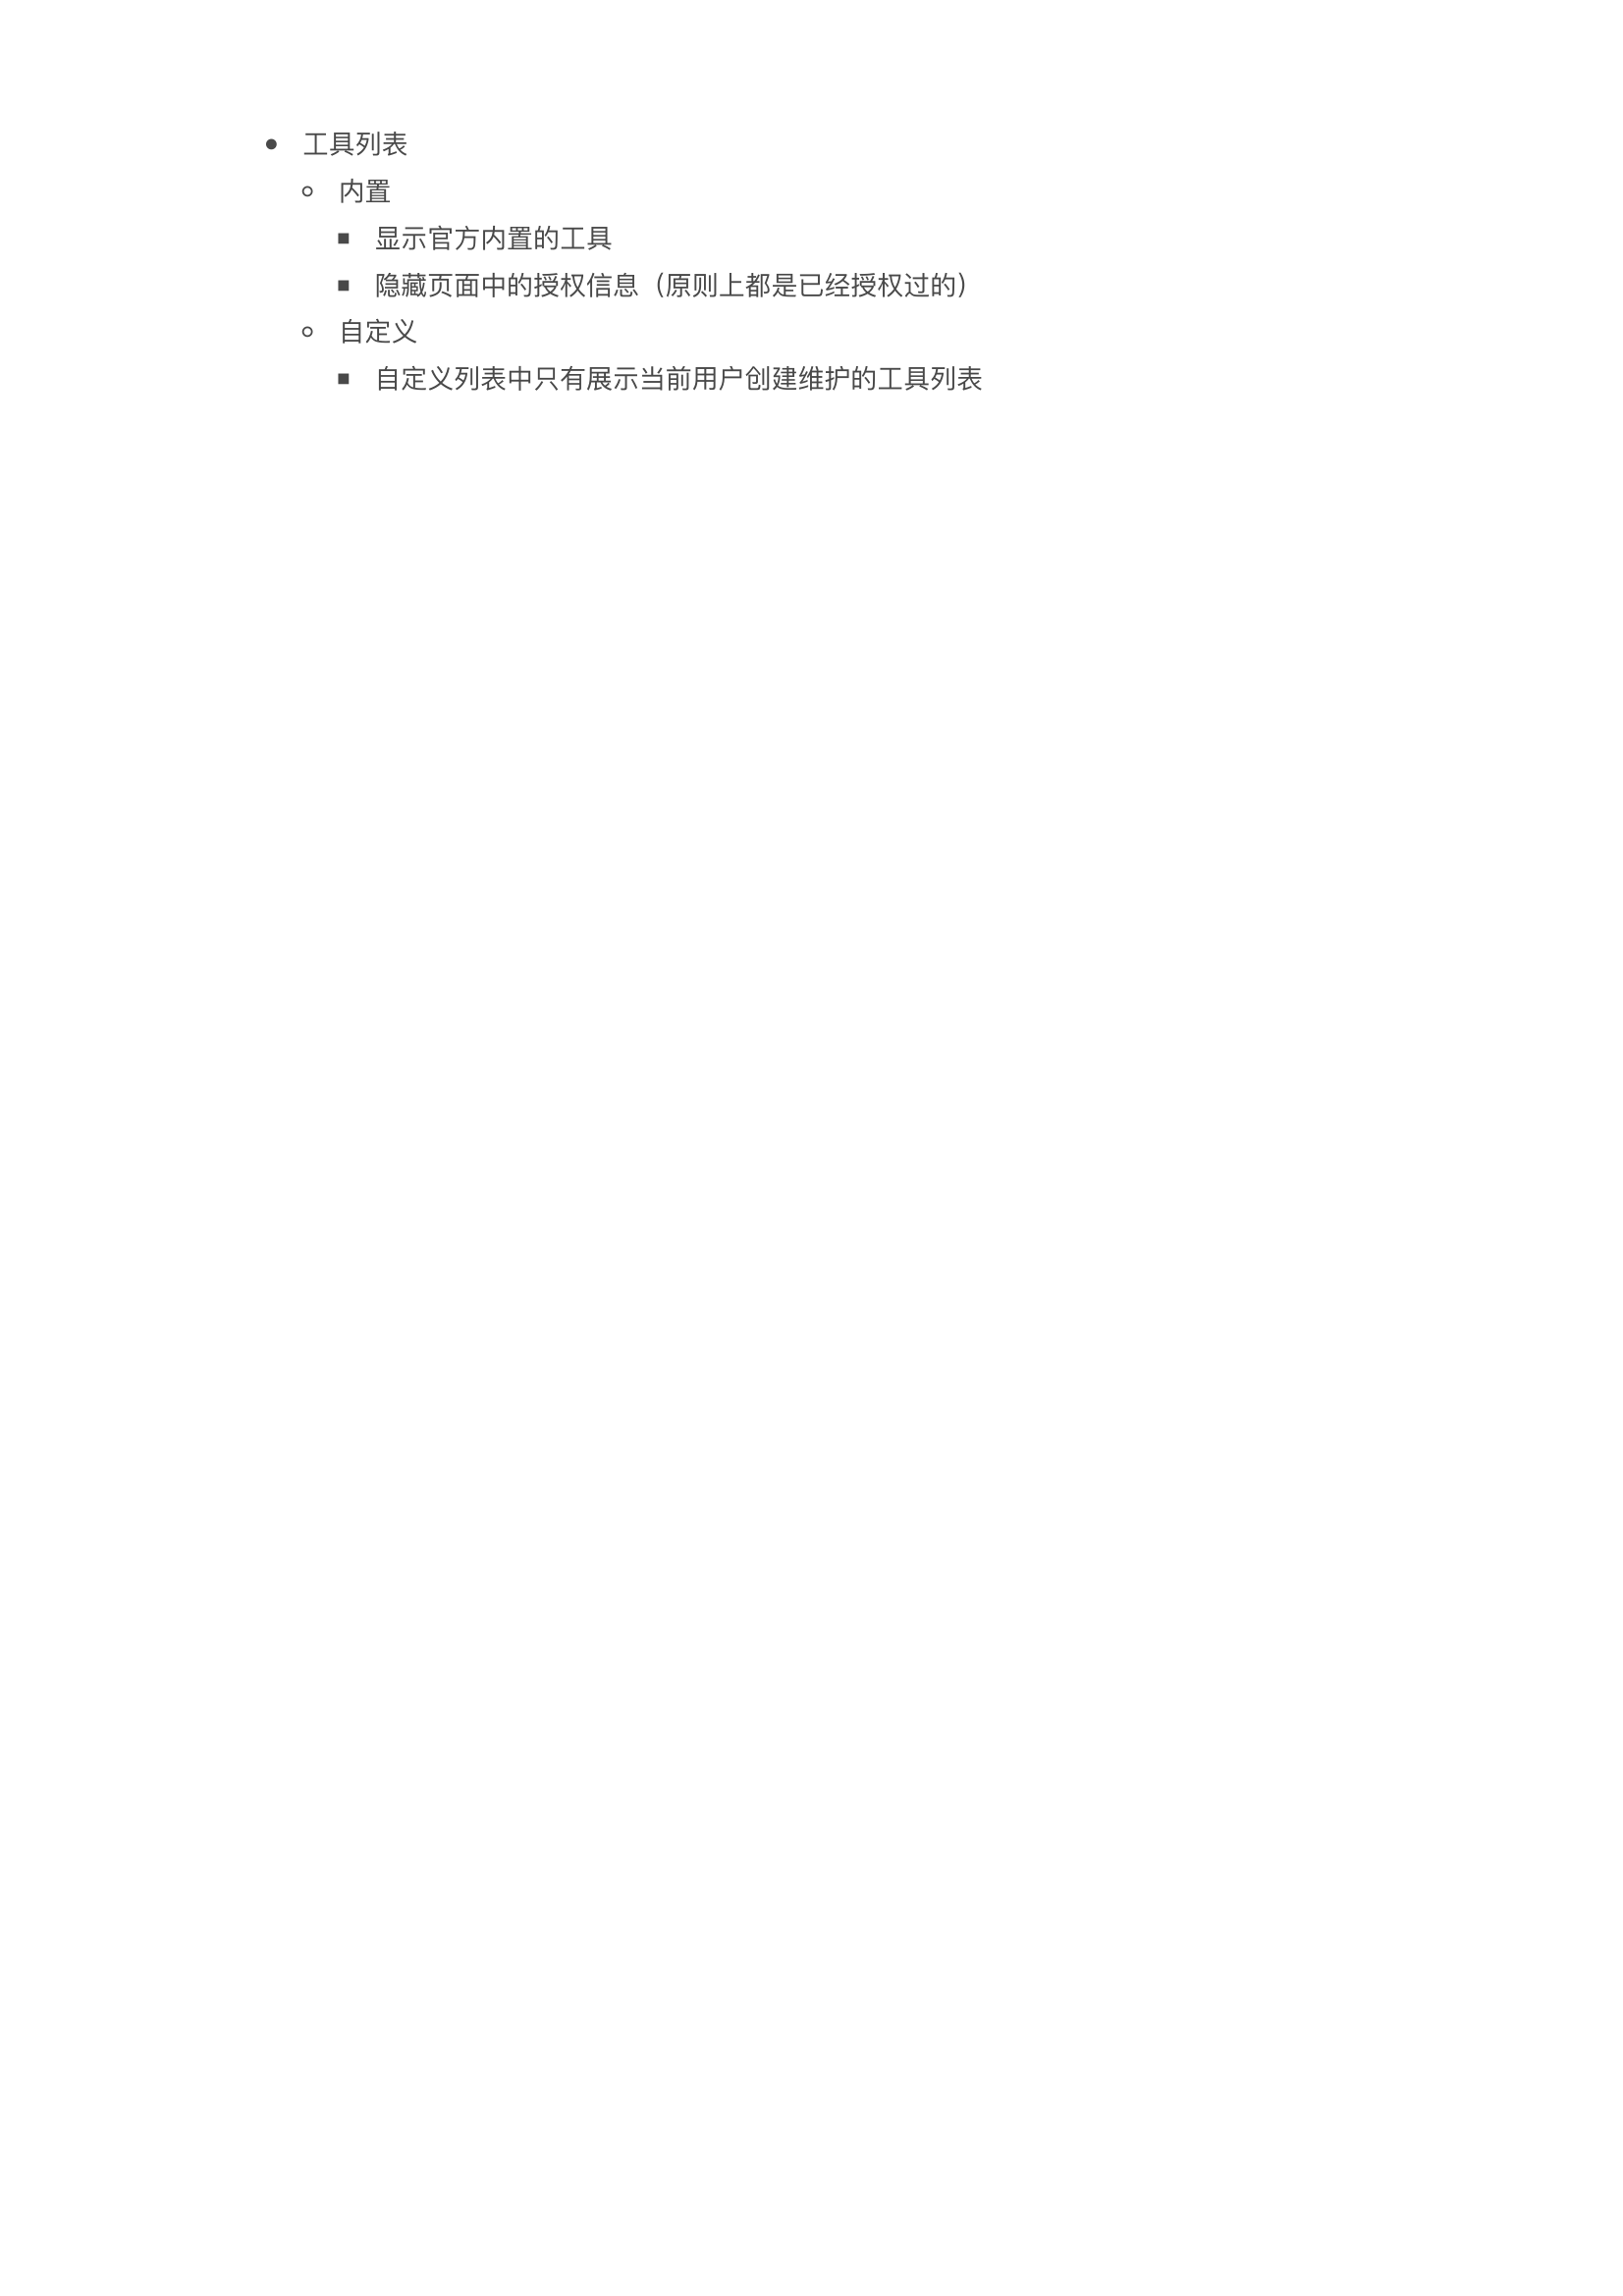 工具列表
内置
显示官方内置的工具
隐藏页面中的授权信息（原则上都是已经授权过的）
自定义
自定义列表中只有展示当前用户创建维护的工具列表